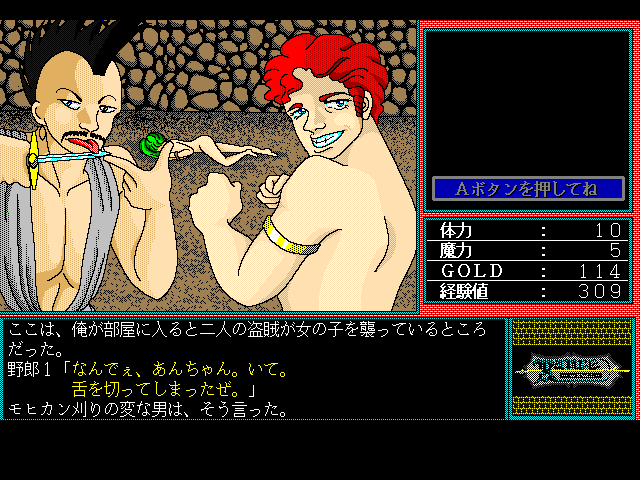 Aボタンを押してね
体力 : 10
魔力 : 5
GOLD : 114
経験値 : 309
ここは、俺が部屋に入ると二人の盗賊が女の子を襲っているところ
だった。
野郎1「なんでぇ、あんちゃん。いて。
舌を切ってしまったぜ。」
モヒカン刈りの変な男は、そう言った。